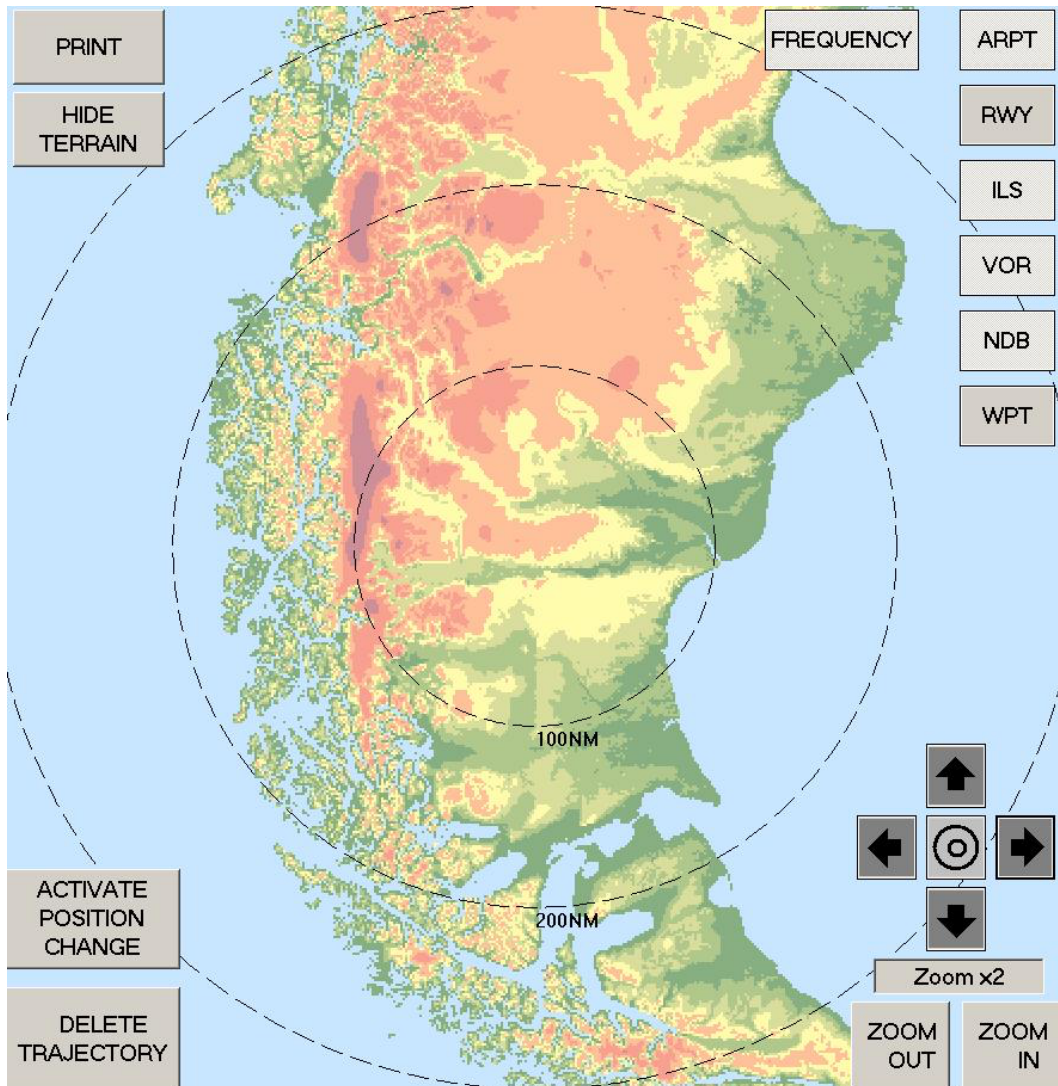 PRINT
HIDE
TERRAIN
FREQUENCY
ARPT
RWY
ILS
VOR
NDB
WPT
100NM
200NM
ACTIVATE
POSITION
CHANGE
DELETE
TRAJECTORY
Zoom x2
ZOOM
OUT
ZOOM
IN